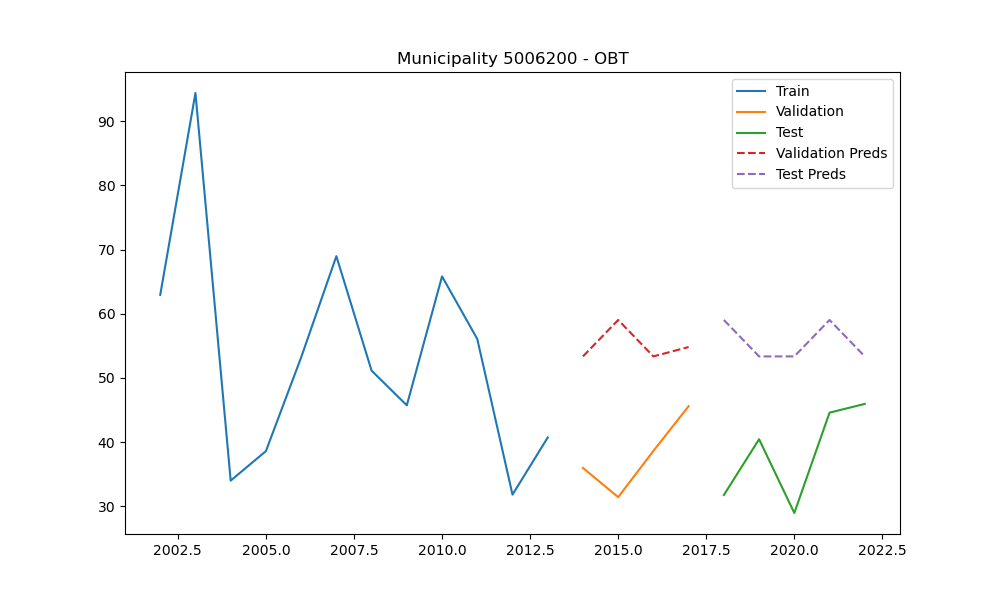 Municipality 5006200 - OBT
Train
Validation
Test
Validation Preds
Test Preds
90
80
70
60
50
40
30
2002.5 2005.0 2007.5 2010.0 2012.5 2015.0 2017.5 2020.0 2022.5